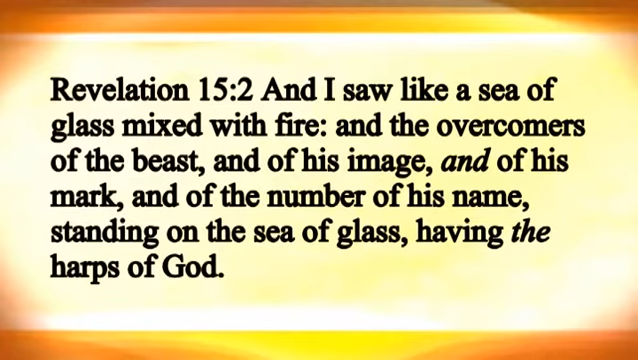 Revelation 15:2 And I saw like a sea of
glass mixed with fire: and the overcomers
of the beast, and of his image, and of his
mark, and of the number of his name,
standing on the sea of glass, having the
harps of God.